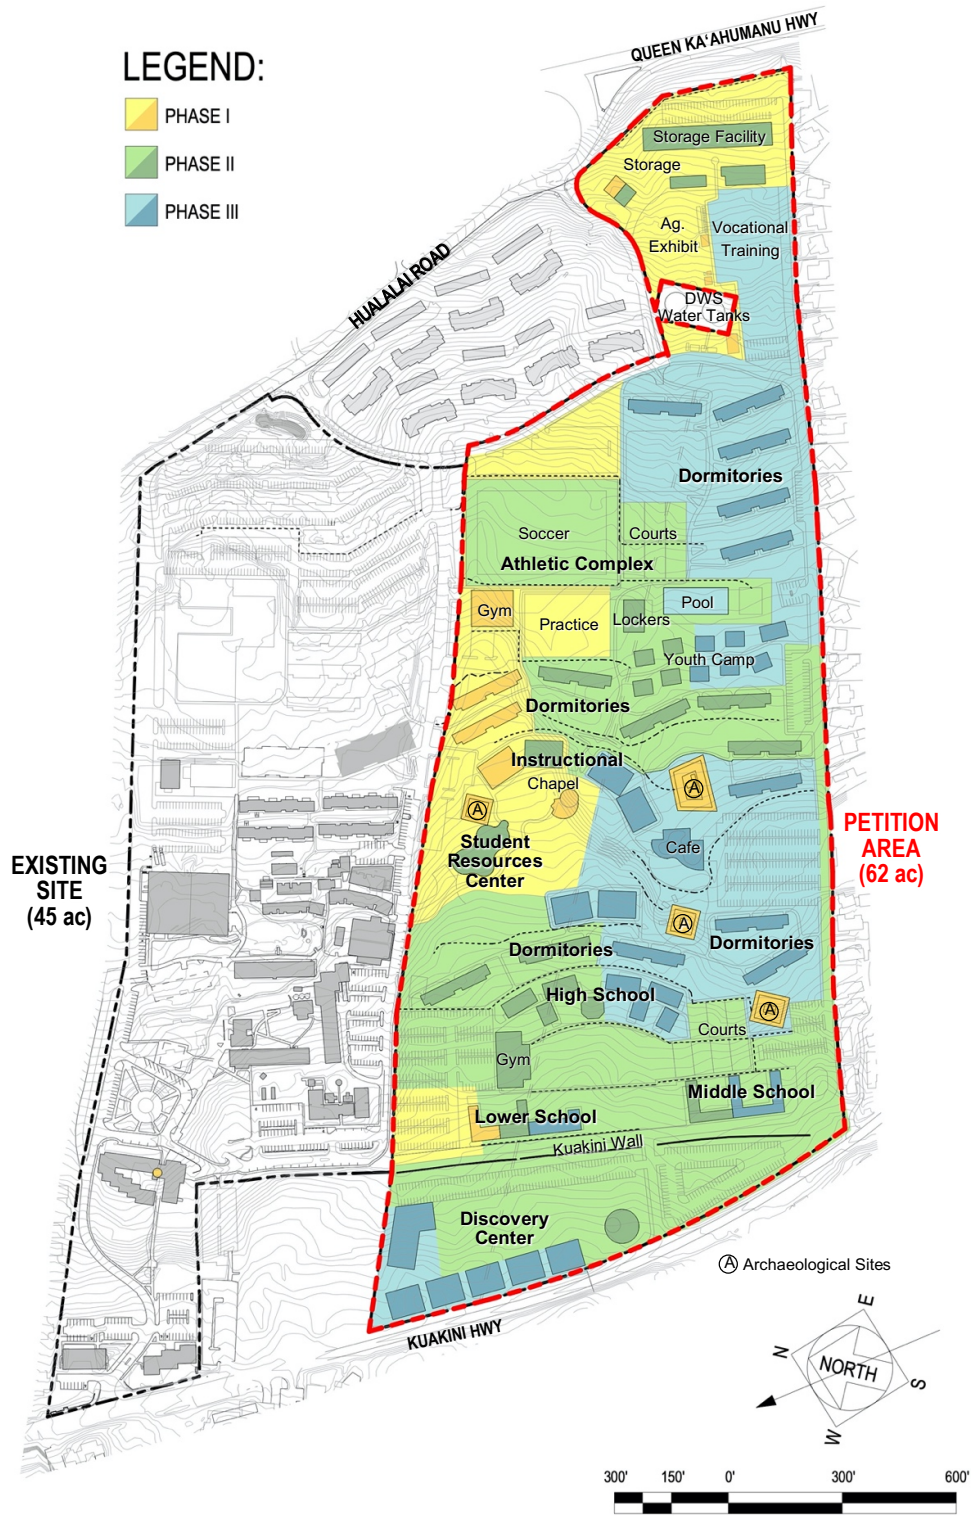 QUEEN KA‘AHUMANU HWY
LEGEND:
PHASE I
PHASE II
PHASE III
Storage Facility
Storage
Ag.
Exhibit
Vocational
Training
HUALALAI ROAD
DWS
Water Tanks
Dormitories
Soccer
Courts
Athletic Complex
Gym
Practice
Lockers
Pool
Youth Camp
Dormitories
Instructional
Chapel
A
A
Student
Resources
Center
Cafe
PETITION
AREA
(62 ac)
EXISTING
SITE
(45 ac)
A
Dormitories
Dormitories
High School
A
Courts
Gym
Middle School
Lower School
Kuakini Wall
Discovery
Center
A Archaeological Sites
KUAKINI HWY
E
N
NORTH
S
W
300' 150' 0' 300' 600'